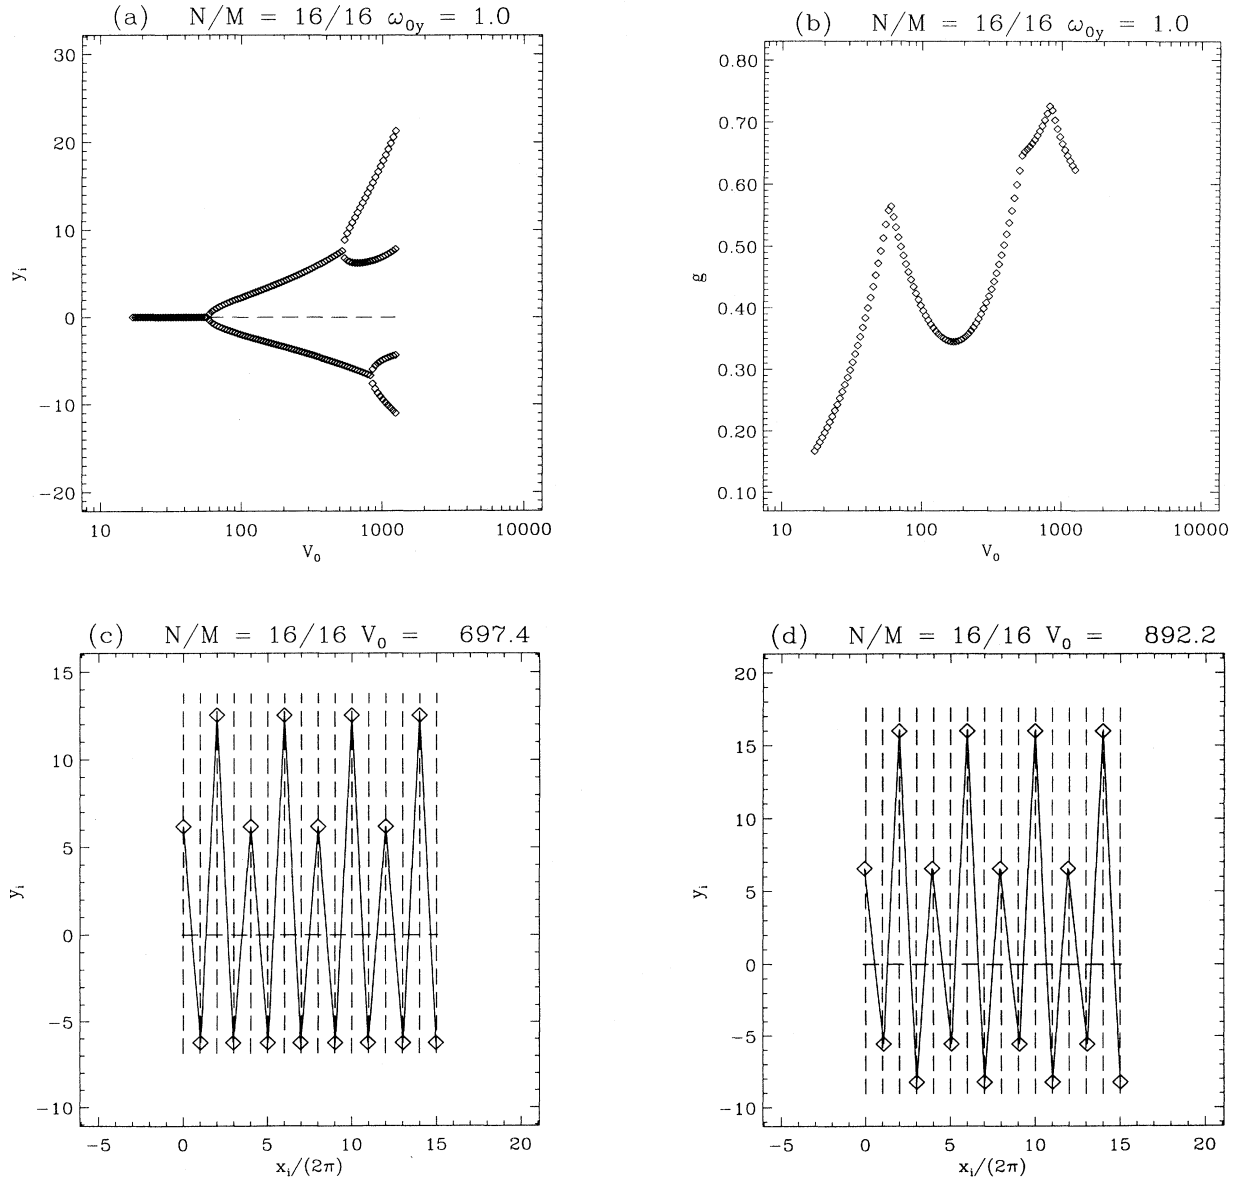 (a) N/M = 16/16 ω0y = 1.0
30
20
10
0
−10
−20
yi
10 100 1000 10000
V0
(b) N/M = 16/16 ω0y = 1.0
0.80
0.70
0.60
0.50
0.40
0.30
0.20
0.10
g
10 100 1000 10000
V0
(c) N/M = 16/16 V0 = 697.4
15
10
5
0
−5
−10
yi
−5 0 5 10 15 20
xi/(2π)
(d) N/M = 16/16 V0 = 892.2
20
15
10
5
0
−5
−10
yi
−5 0 5 10 15 20
xi/(2π)